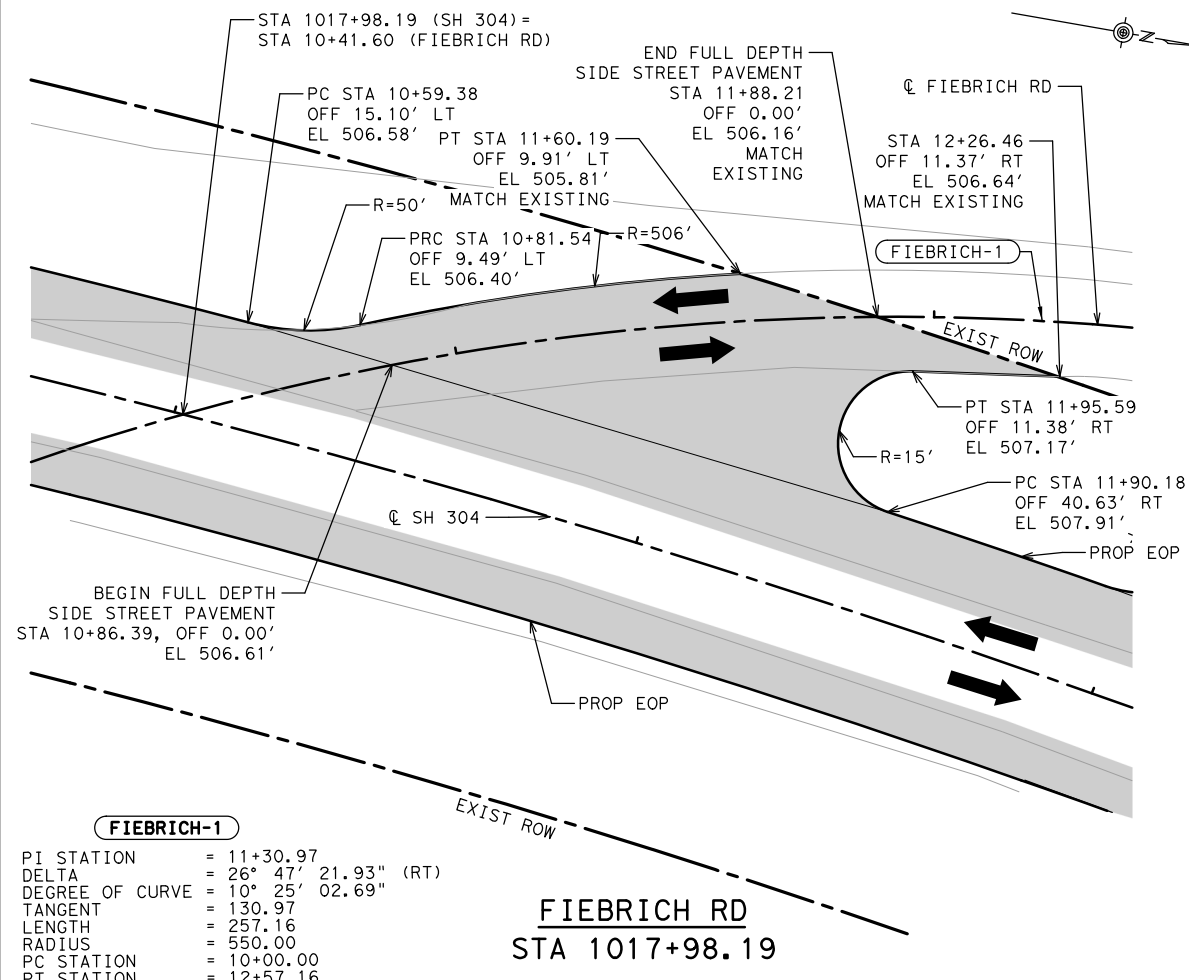 STA 1017+98.19 (SH 304)=
STA 10+41.60 (FIEBRICH RD)
PC STA 10+59.38
OFF 15.10' LT
EL 506.58'
END FULL DEPTH
SIDE STREET PAVEMENT
STA 11+88.21
OFF 0.00'
EL 506.16'
MATCH
EXISTING
N
℄ FIEBRICH RD
PT STA 11+60.19
OFF 9.91' LT
EL 505.81'
MATCH EXISTING
STA 12+26.46
OFF 11.37' RT
EL 506.64'
MATCH EXISTING
R=50'
PRC STA 10+81.54
OFF 9.49' LT
EL 506.40'
R=506'
FIEBRICH-1
EXIST ROW
PT STA 11+95.59
OFF 11.38' RT
EL 507.17'
R=15'
PC STA 11+90.18
OFF 40.63' RT
EL 507.91'
℄ SH 304
PROP EOP
BEGIN FULL DEPTH
SIDE STREET PAVEMENT
STA 10+86.39, OFF 0.00'
EL 506.61'
PROP EOP
EXIST ROW
FIEBRICH-1
PI STATION = 11+30.97
DELTA = 26° 47' 21.93" (RT)
DEGREE OF CURVE = 10° 25' 02.69"
TANGENT = 130.97
LENGTH = 257.16
RADIUS = 550.00
PC STATION = 10+00.00
PT STATION = 12+57.16
FIEBRICH RD
STA 1017+98.19